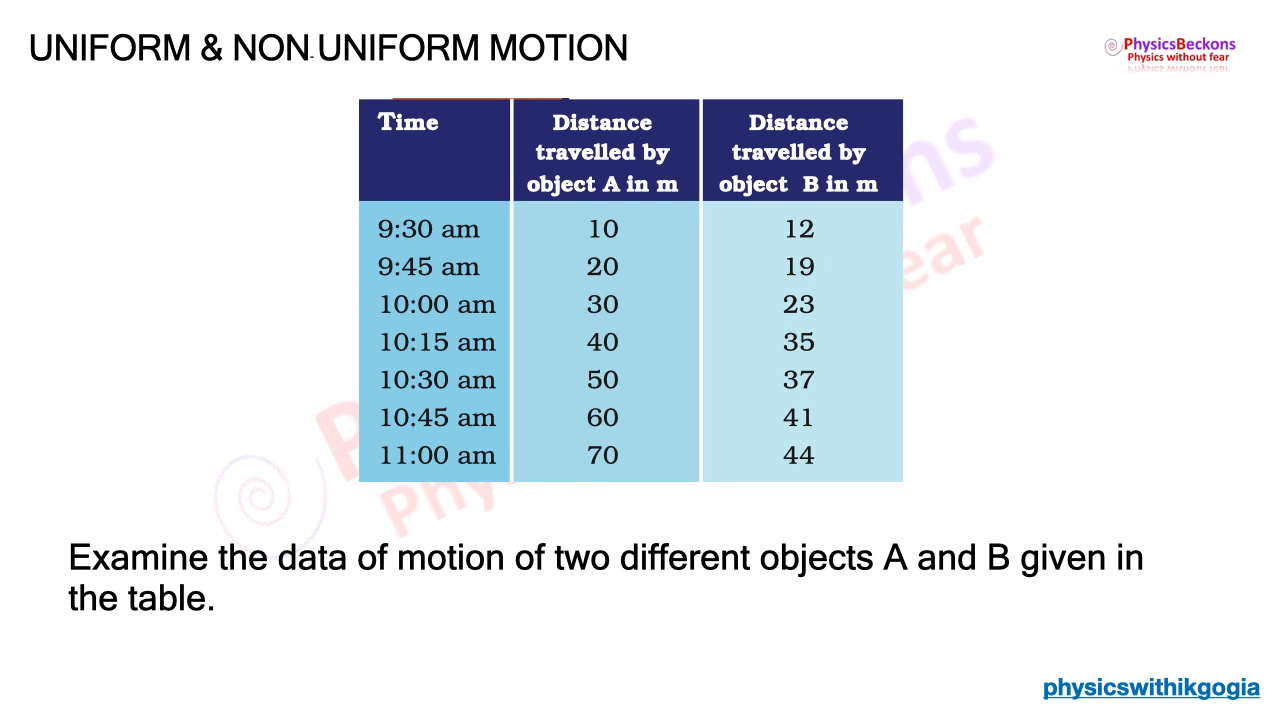 UNIFORM & NON-UNIFORM MOTION
PhysicsBeckons
Physics without fear
Time Distance travelled by object A in m Distance travelled by object B in m
9:30 am 10 12
9:45 am 20 19
10:00 am 30 23
10:15 am 40 35
10:30 am 50 37
10:45 am 60 41
11:00 am 70 44
Examine the data of motion of two different objects A and B given in
the table.
physicswithikgogia